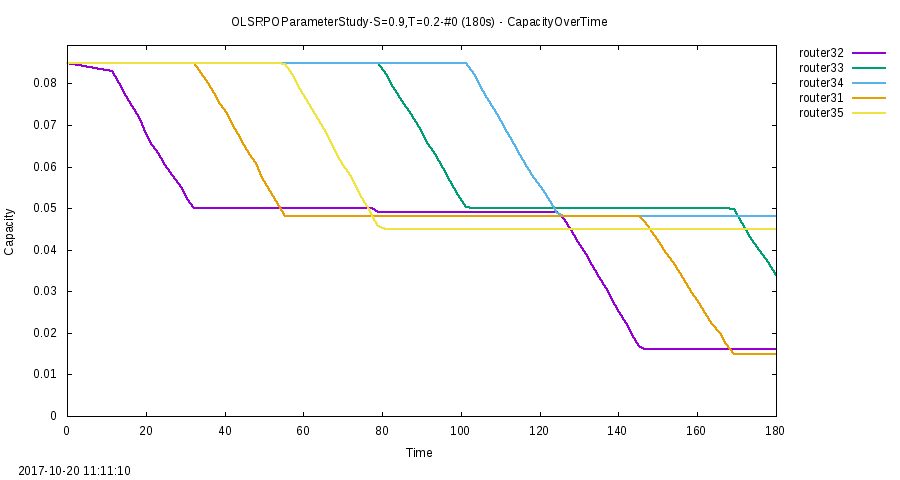 OLSRPOParameterStudy-S=0.9,T=0.2-#0 (180s) - CapacityOverTime
router32
router33
router34
router31
router35
0.08
0.07
0.06
0.05
0.04
0.03
0.02
0.01
0
Capacity
0 20 40 60 80 100 120 140 160 180
Time
2017-10-20 11:11:10